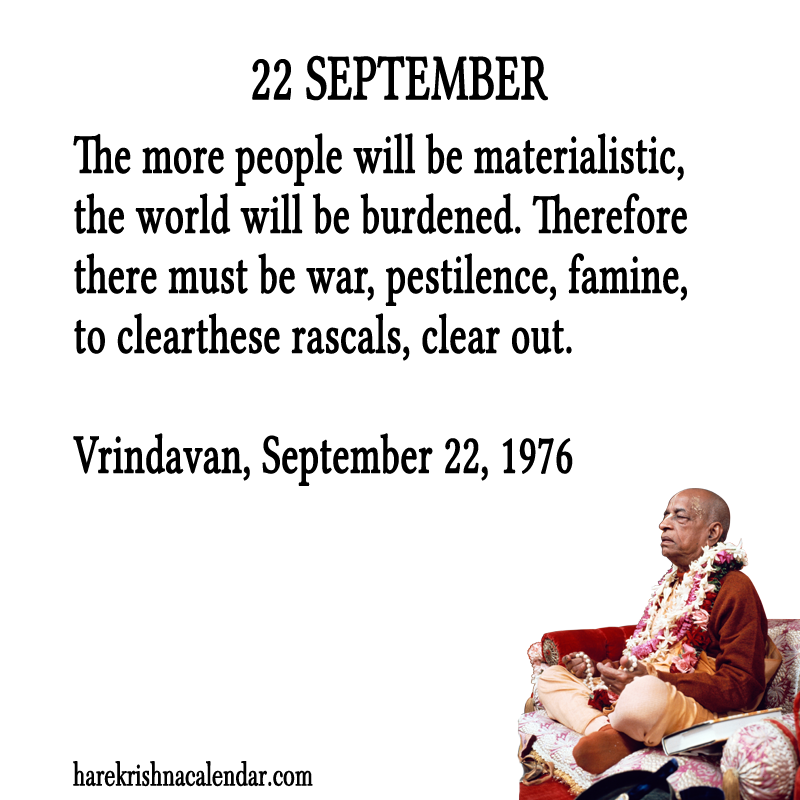 22 SEPTEMBER
The more people will be materialistic,
the world will be burdened. Therefore
there must be war, pestilence, famine,
to clearthese rascals, clear out.
Vrindavan, September 22, 1976
harekrishnacalendar.com